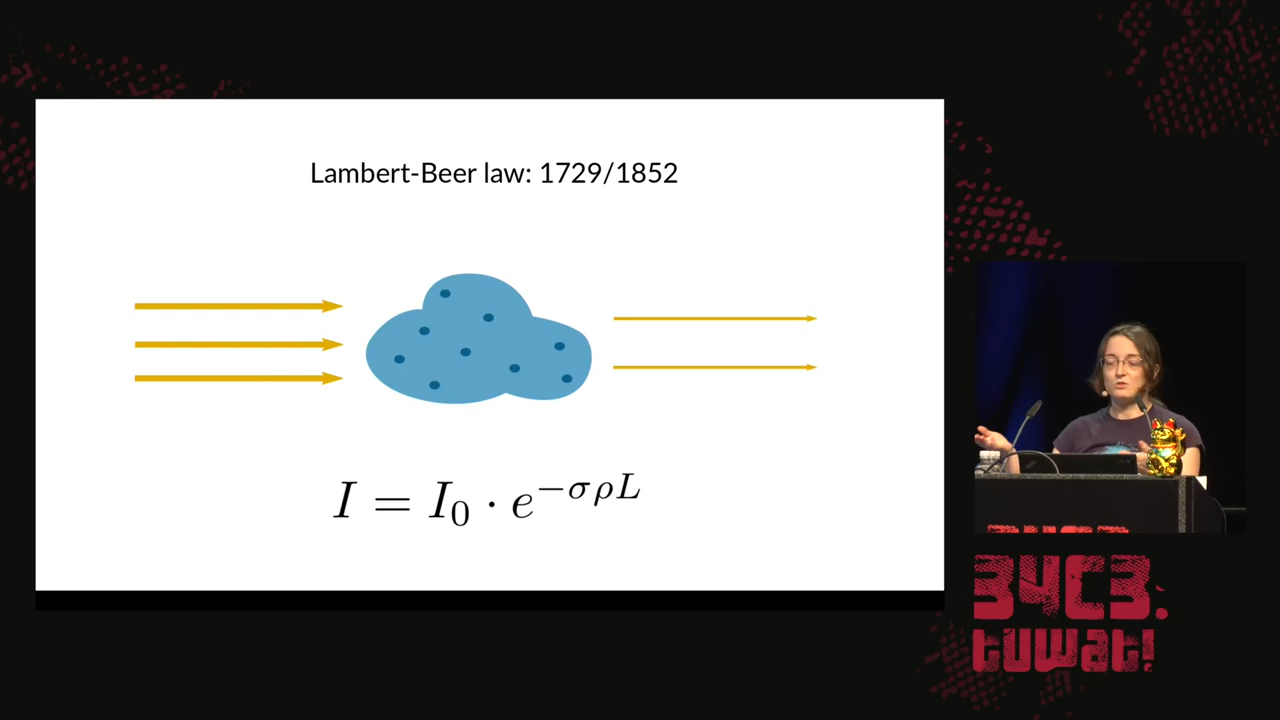 Lambert-Beer law: 1729/1852
I = I₀ · e^{−σρL}
34C3.
tuwat!